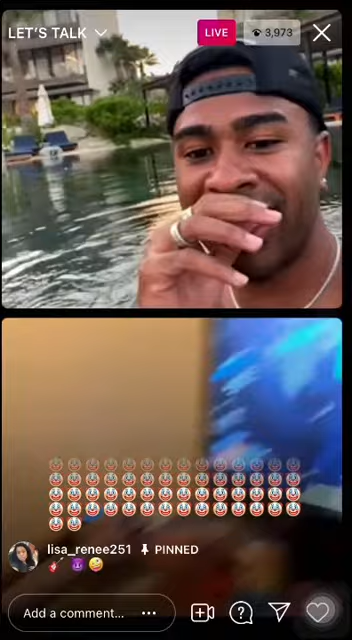 LET'S TALK
LIVE
3,973
lisa_renee251 PINNED
Add a comment...